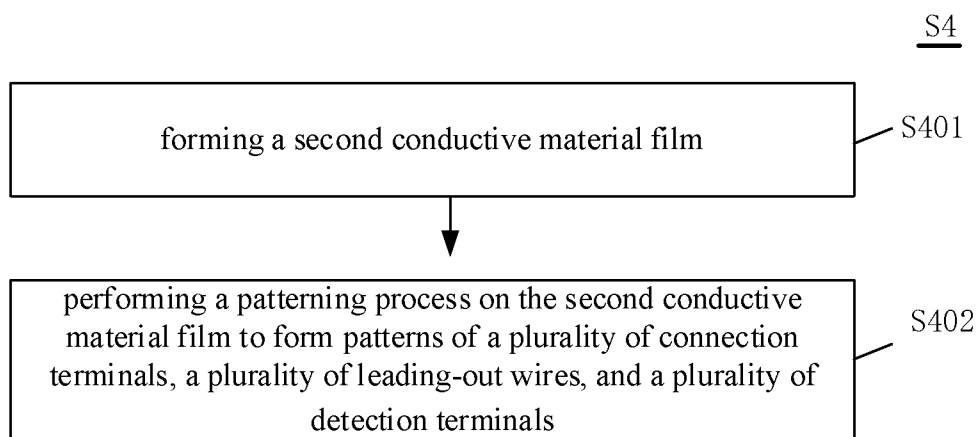 S4
forming a second conductive material film
S401
performing a patterning process on the second conductive
material film to form patterns of a plurality of connection
terminals, a plurality of leading-out wires, and a plurality of
detection terminals
S402